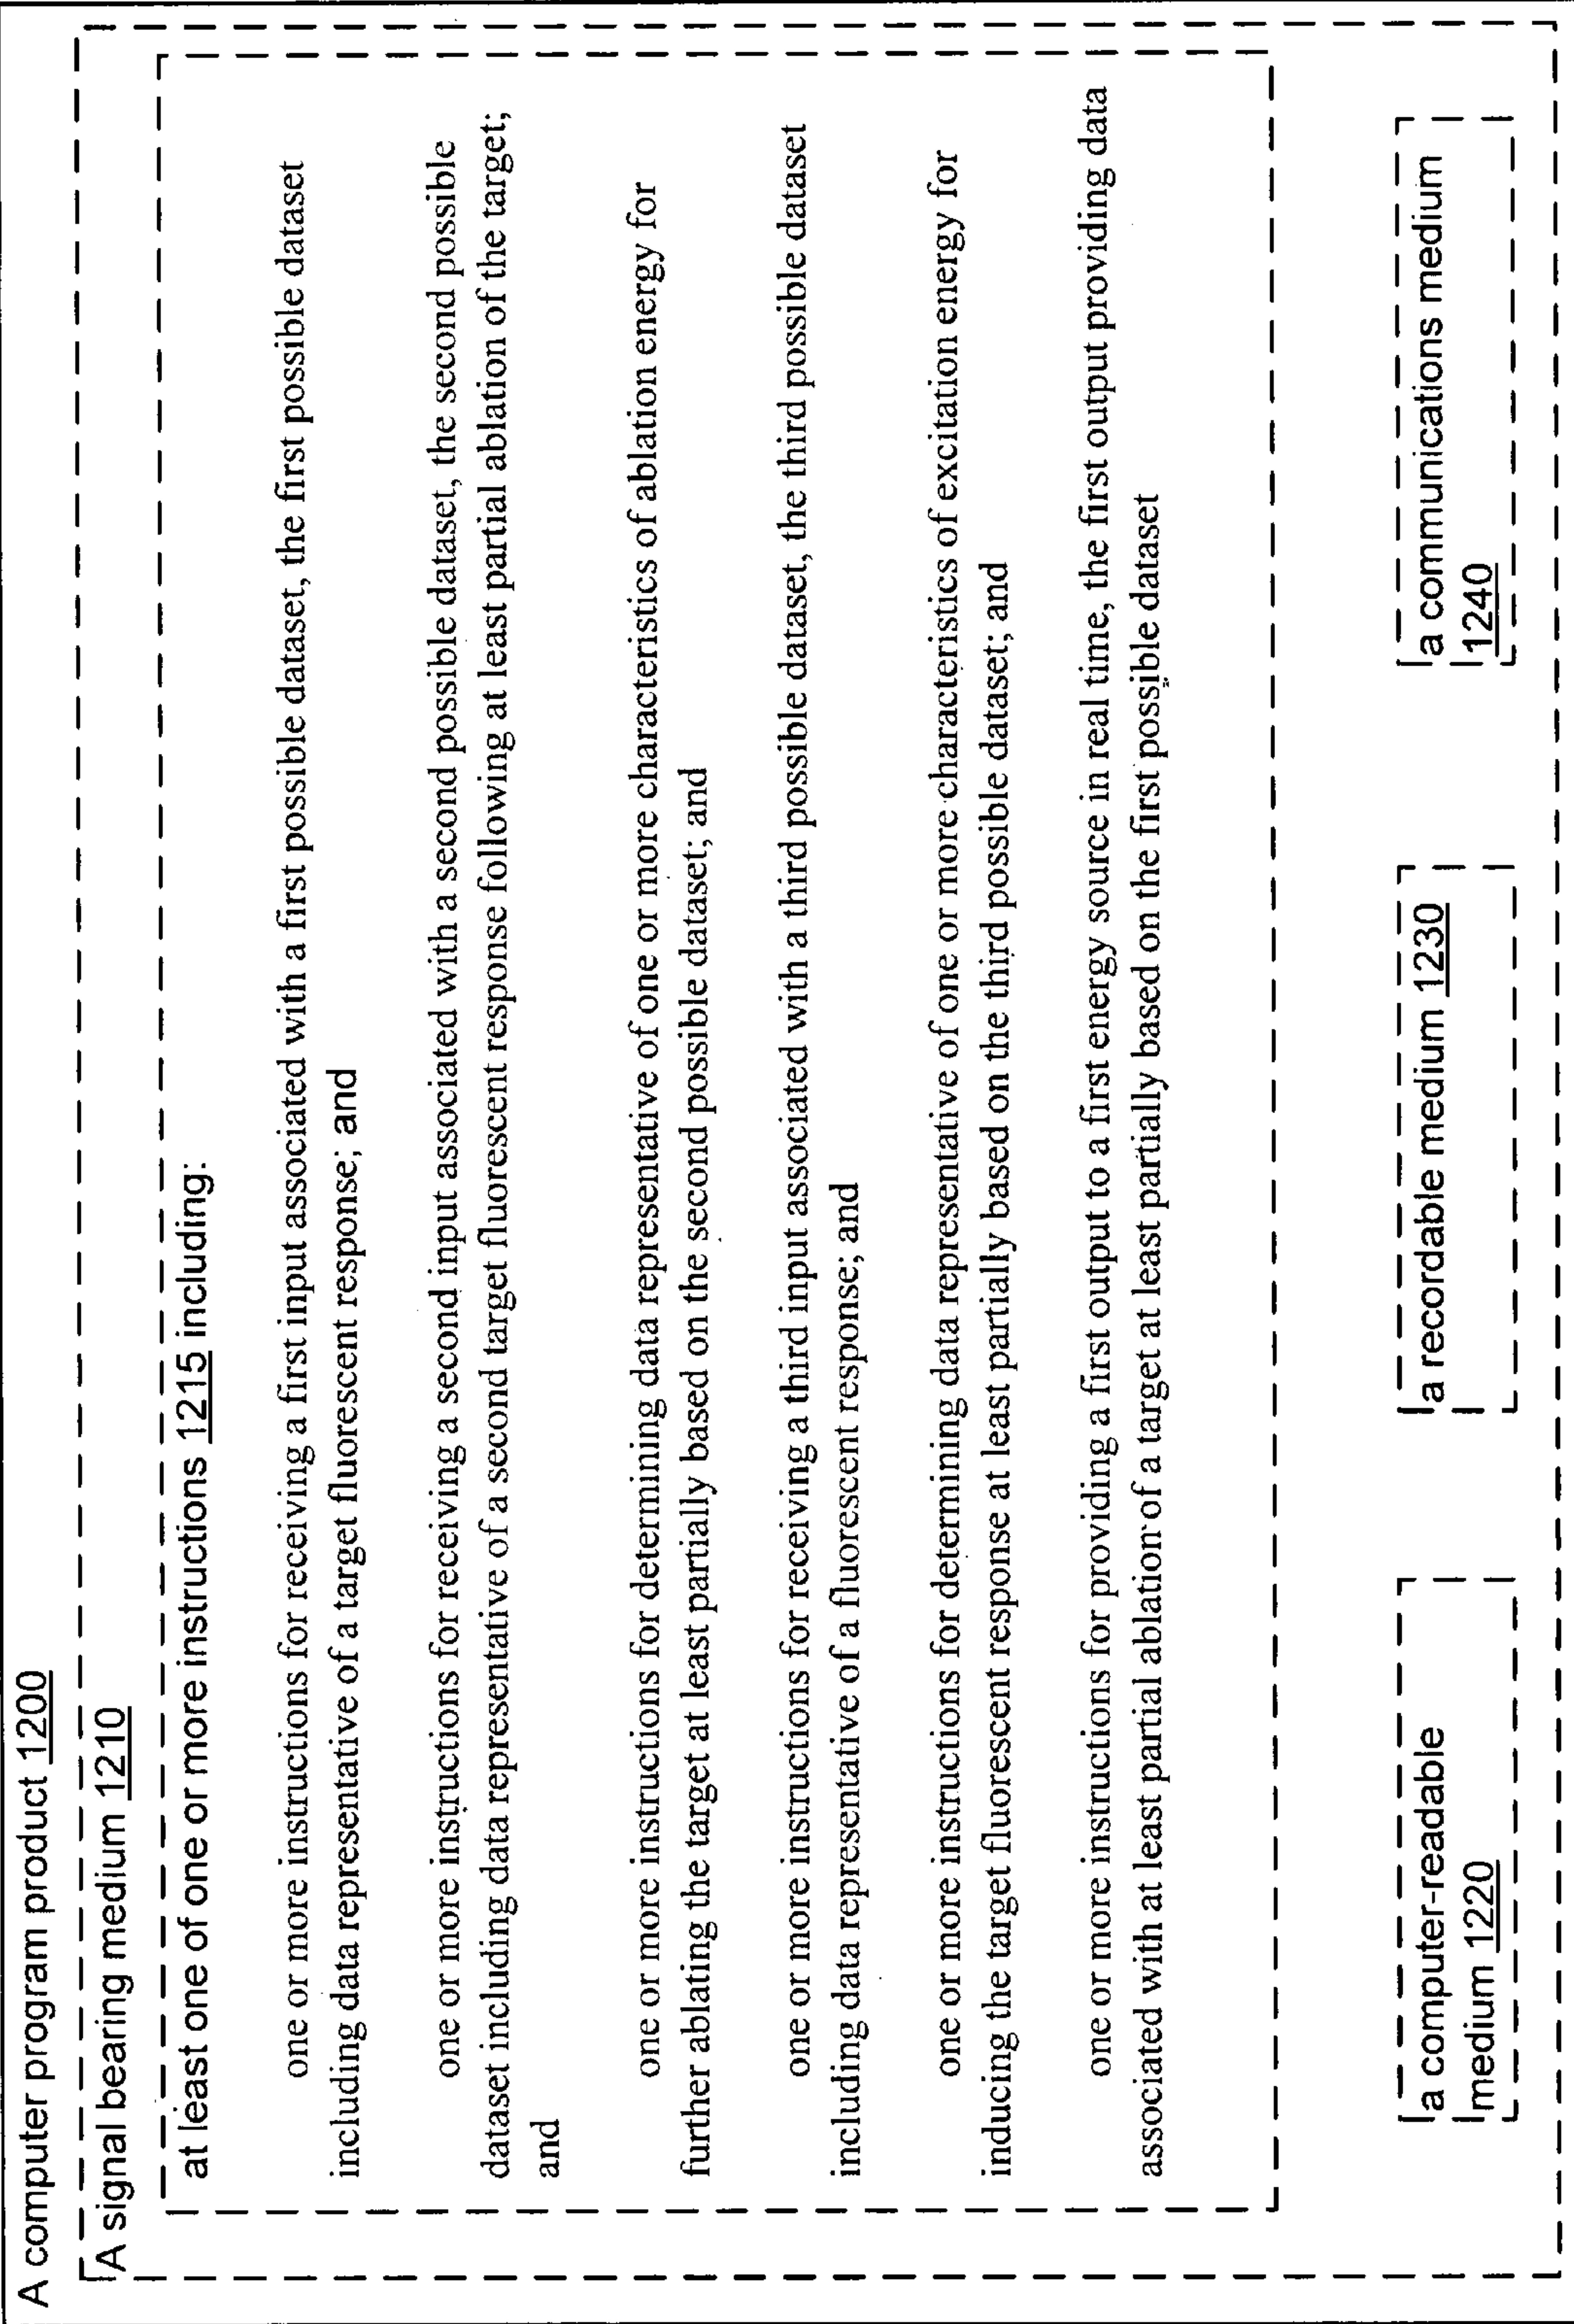 A computer program product 1200
A signal bearing medium 1210
at least one of one or more instructions 1215 including:
one or more instructions for receiving a first input associated with a first possible dataset, the first possible dataset
including data representative of a target fluorescent response; and
one or more instructions for receiving a second input associated with a second possible dataset, the second possible
dataset including data representative of a second target fluorescent response following at least partial ablation of the target;
and
one or more instructions for determining data representative of one or more characteristics of ablation energy for
further ablating the target at least partially based on the second possible dataset; and
one or more instructions for receiving a third input associated with a third possible dataset, the third possible dataset
including data representative of a fluorescent response; and
one or more instructions for determining data representative of one or more characteristics of excitation energy for
inducing the target fluorescent response at least partially based on the third possible dataset; and
one or more instructions for providing a first output to a first energy source in real time, the first output providing data
associated with at least partial ablation of a target at least partially based on the first possible dataset
a computer-readable
medium 1220
a recordable medium 1230
a communications medium
1240